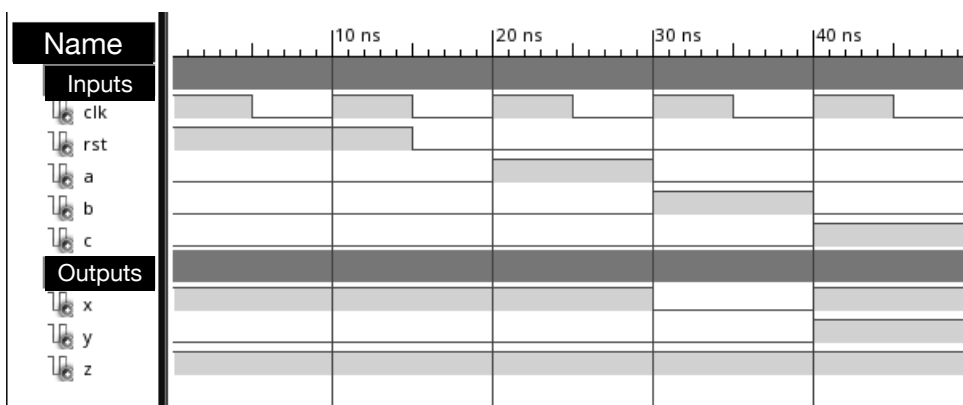 Name
10 ns 20 ns 30 ns 40 ns
Inputs
clk
rst
a
b
c
Outputs
x
y
z